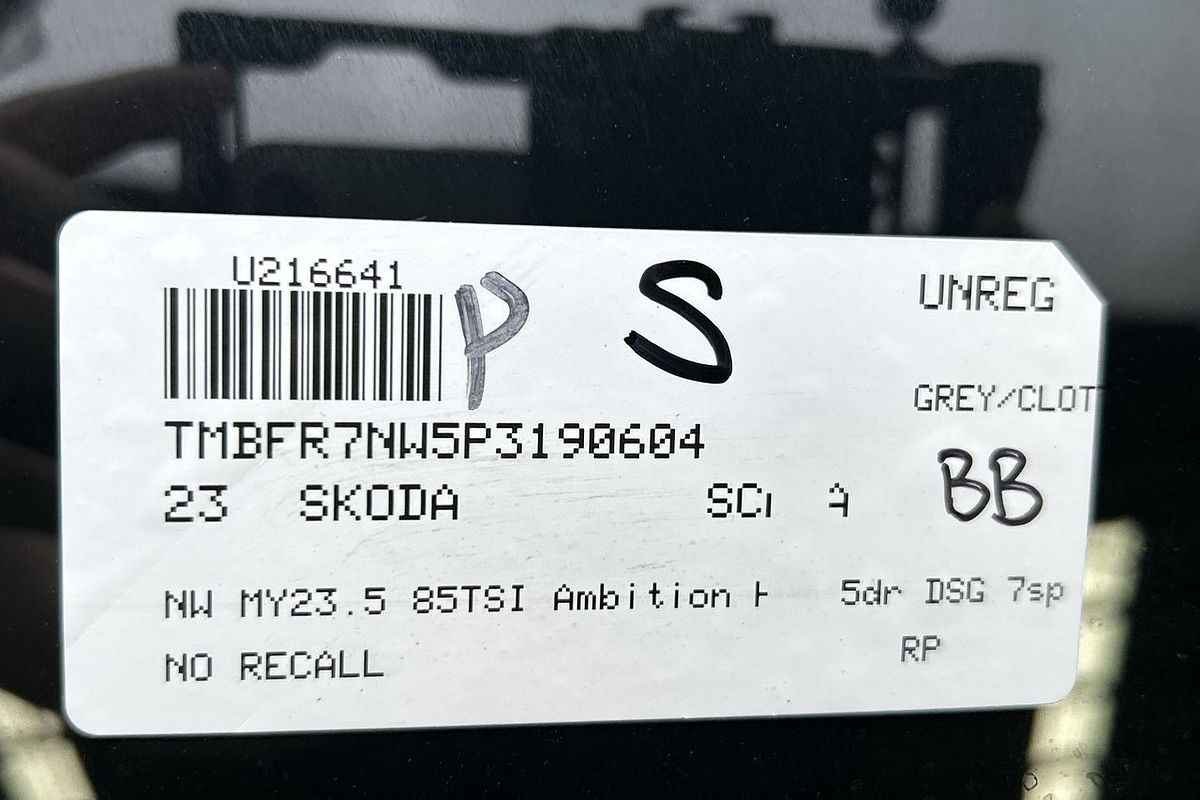 U216641
P S
UNREG
GREY/CLOT
TMBFR7NW5P3190604
BB
23 SKODA
NW MY23.5 85TSI Ambition 5dr DSG 7sp
NO RECALL
RP